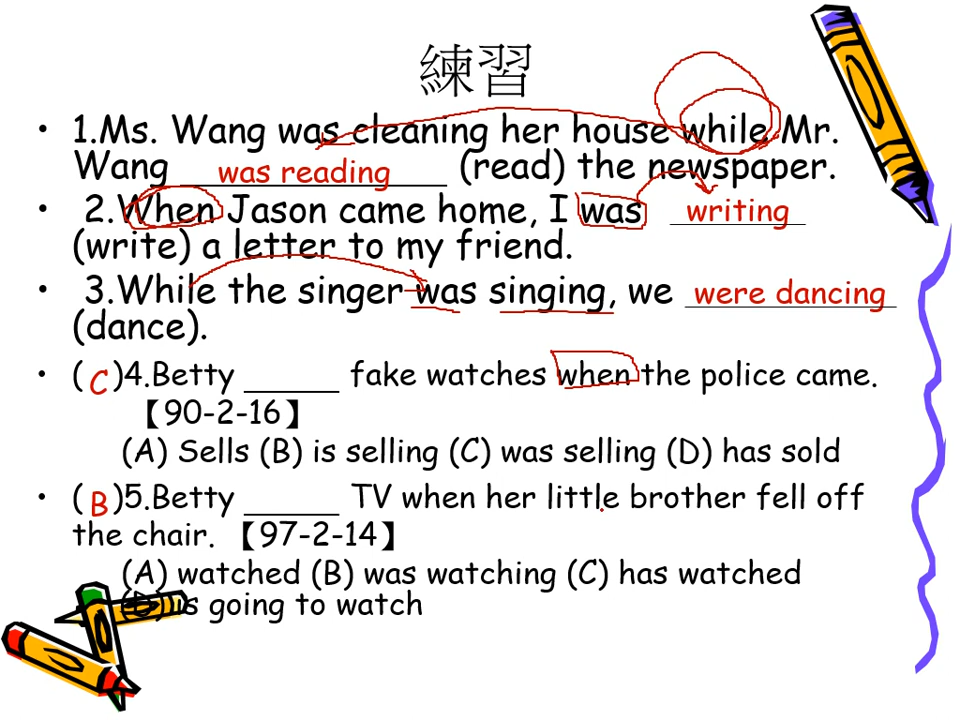 練習
• 1.Ms. Wang was cleaning her house while Mr.
Wang was reading (read) the newspaper.
• 2.When Jason came home, I was writing
(write) a letter to my friend.
• 3.While the singer was singing, we were dancing
(dance).
• ( C )4.Betty _____ fake watches when the police came.
【90-2-16】
(A) Sells (B) is selling (C) was selling (D) has sold
• ( B )5.Betty _____ TV when her little brother fell off
the chair. 【97-2-14】
(A) watched (B) was watching (C) has watched
(D) is going to watch